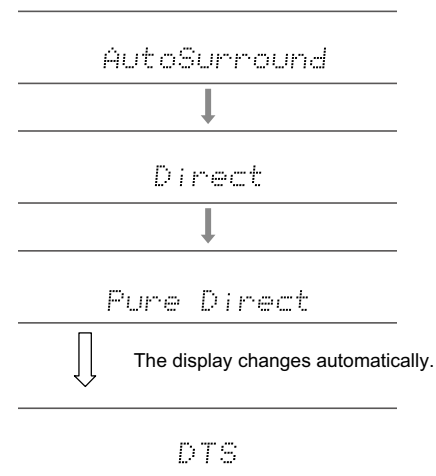 AutoSurround
Direct
Pure Direct
The display changes automatically.
DTS